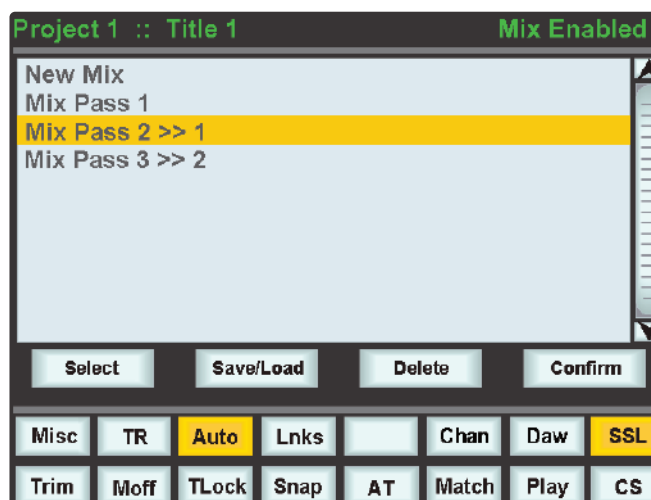 Project 1 :: Title 1 Mix Enabled
New Mix
Mix Pass 1
Mix Pass 2 >> 1
Mix Pass 3 >> 2
Select Save/Load Delete Confirm
Misc TR Auto Lnks Chan Daw SSL
Trim Moff TLock Snap AT Match Play CS